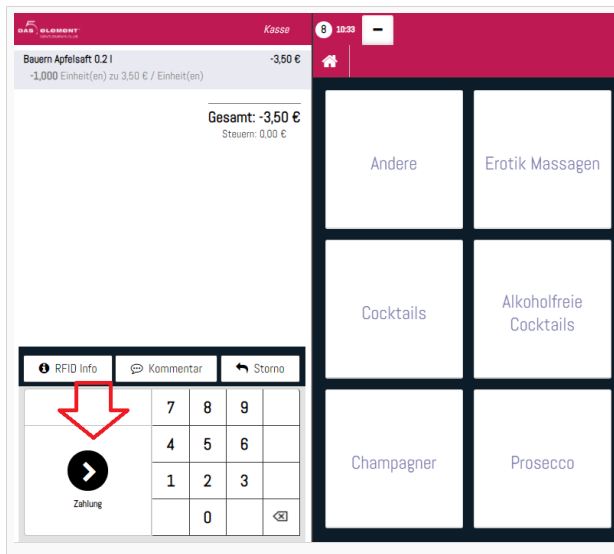 DAS 5. ELEMENT
Kasse
8 10:33
Bauern Apfelsaft 0.2 l -3,50 €
-1,000 Einheit(en) zu 3,50 € / Einheit(en)
Gesamt: -3,50 €
Steuern: 0,00 €
Andere
Erotik Massagen
Cocktails
Alkoholfreie
Cocktails
Champagner
Prosecco
RFID Info
Kommentar
Storno
7 8 9
4 5 6
1 2 3
0
Zahlung